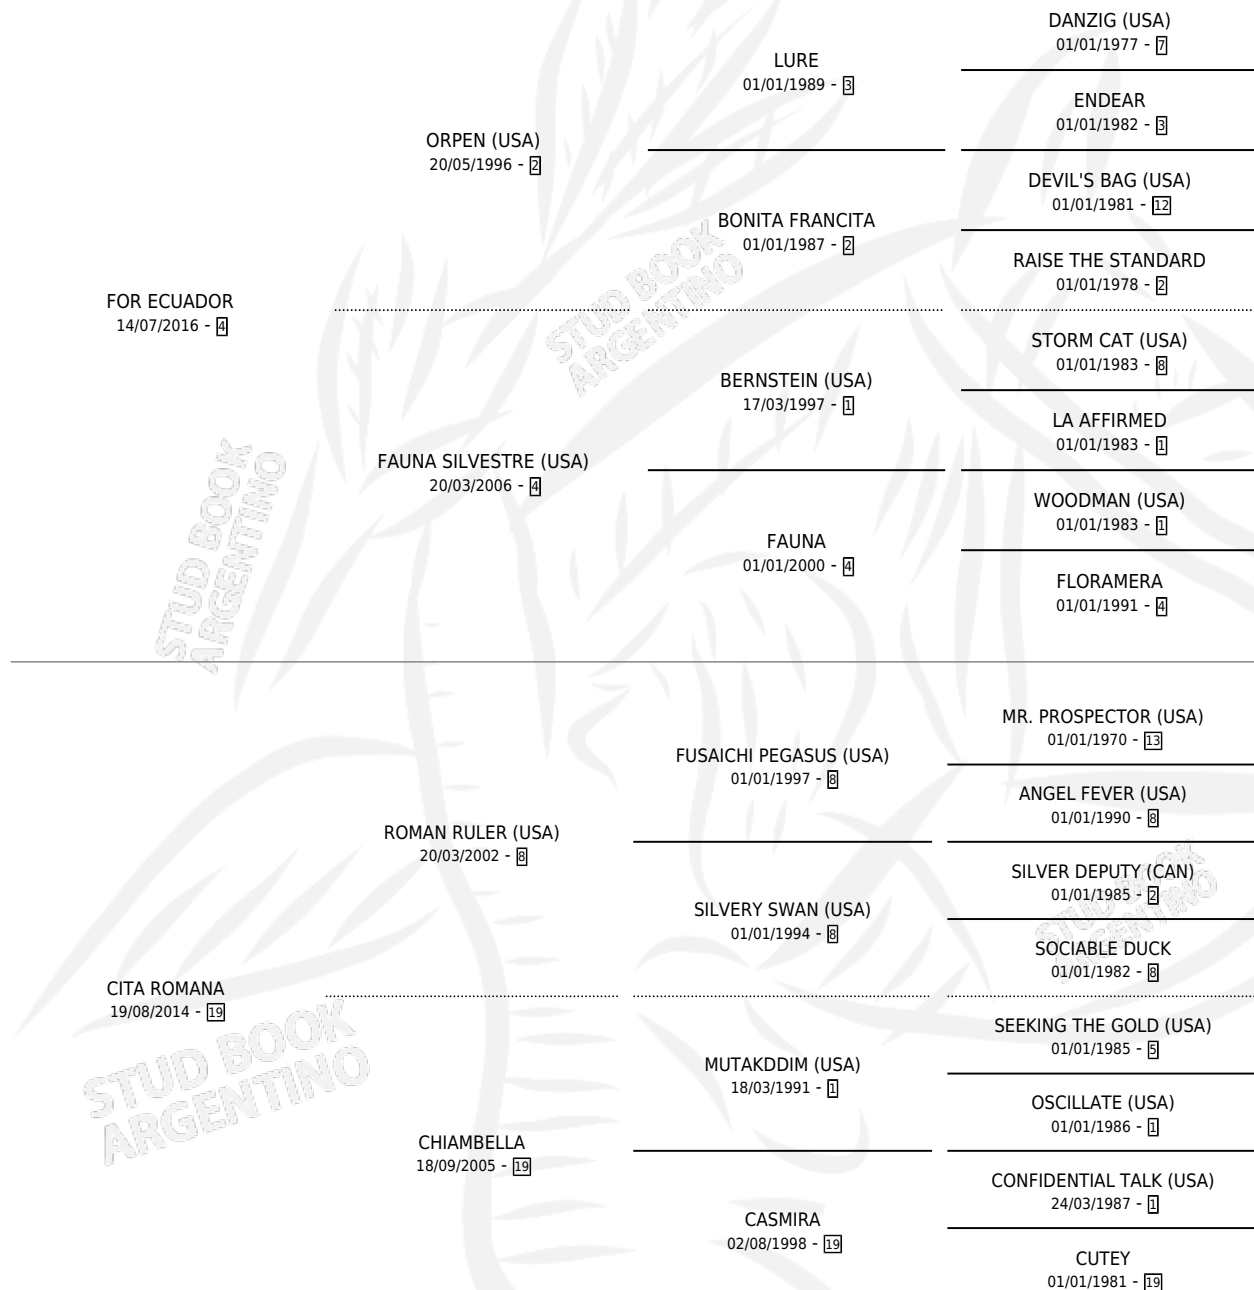 FOR ECUADOR
14/07/2016 - 4
ORPEN (USA)
20/05/1996 - 2
LURE
01/01/1989 - 3
DANZIG (USA)
01/01/1977 - 7
ENDEAR
01/01/1982 - 3
BONITA FRANCITA
01/01/1987 - 2
DEVIL'S BAG (USA)
01/01/1981 - 12
RAISE THE STANDARD
01/01/1978 - 2
FAUNA SILVESTRE (USA)
20/03/2006 - 4
BERNSTEIN (USA)
17/03/1997 - 1
STORM CAT (USA)
01/01/1983 - 8
LA AFFIRMED
01/01/1983 - 1
FAUNA
01/01/2000 - 4
WOODMAN (USA)
01/01/1983 - 1
FLORAMERA
01/01/1991 - 4
CITA ROMANA
19/08/2014 - 19
ROMAN RULER (USA)
20/03/2002 - 8
FUSAICHI PEGASUS (USA)
01/01/1997 - 8
MR. PROSPECTOR (USA)
01/01/1970 - 13
ANGEL FEVER (USA)
01/01/1990 - 8
SILVERY SWAN (USA)
01/01/1994 - 8
SILVER DEPUTY (CAN)
01/01/1985 - 2
SOCIABLE DUCK
01/01/1982 - 8
CHIAMBELLA
18/09/2005 - 19
MUTAKDDIM (USA)
18/03/1991 - 1
SEEKING THE GOLD (USA)
01/01/1985 - 5
OSCILLATE (USA)
01/01/1986 - 1
CASMIRA
02/08/1998 - 19
CONFIDENTIAL TALK (USA)
24/03/1987 - 1
CUTEY
01/01/1981 - 19
STUD BOOK
ARGENTINO
STUD BOOK
ARGENTINO
STUD BOOK
ARGENTINO
STUD BOOK
ARGENTINO